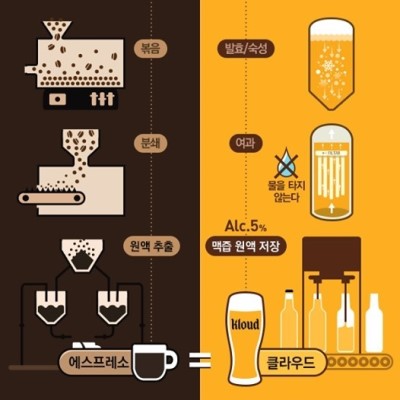 볶음
발효/숙성
분쇄
여과
FILTER
물을 타지
않는다
Alc.5%
원액 추출
맥즙 원액 저장
Kloud
에스프레소
=
클라우드